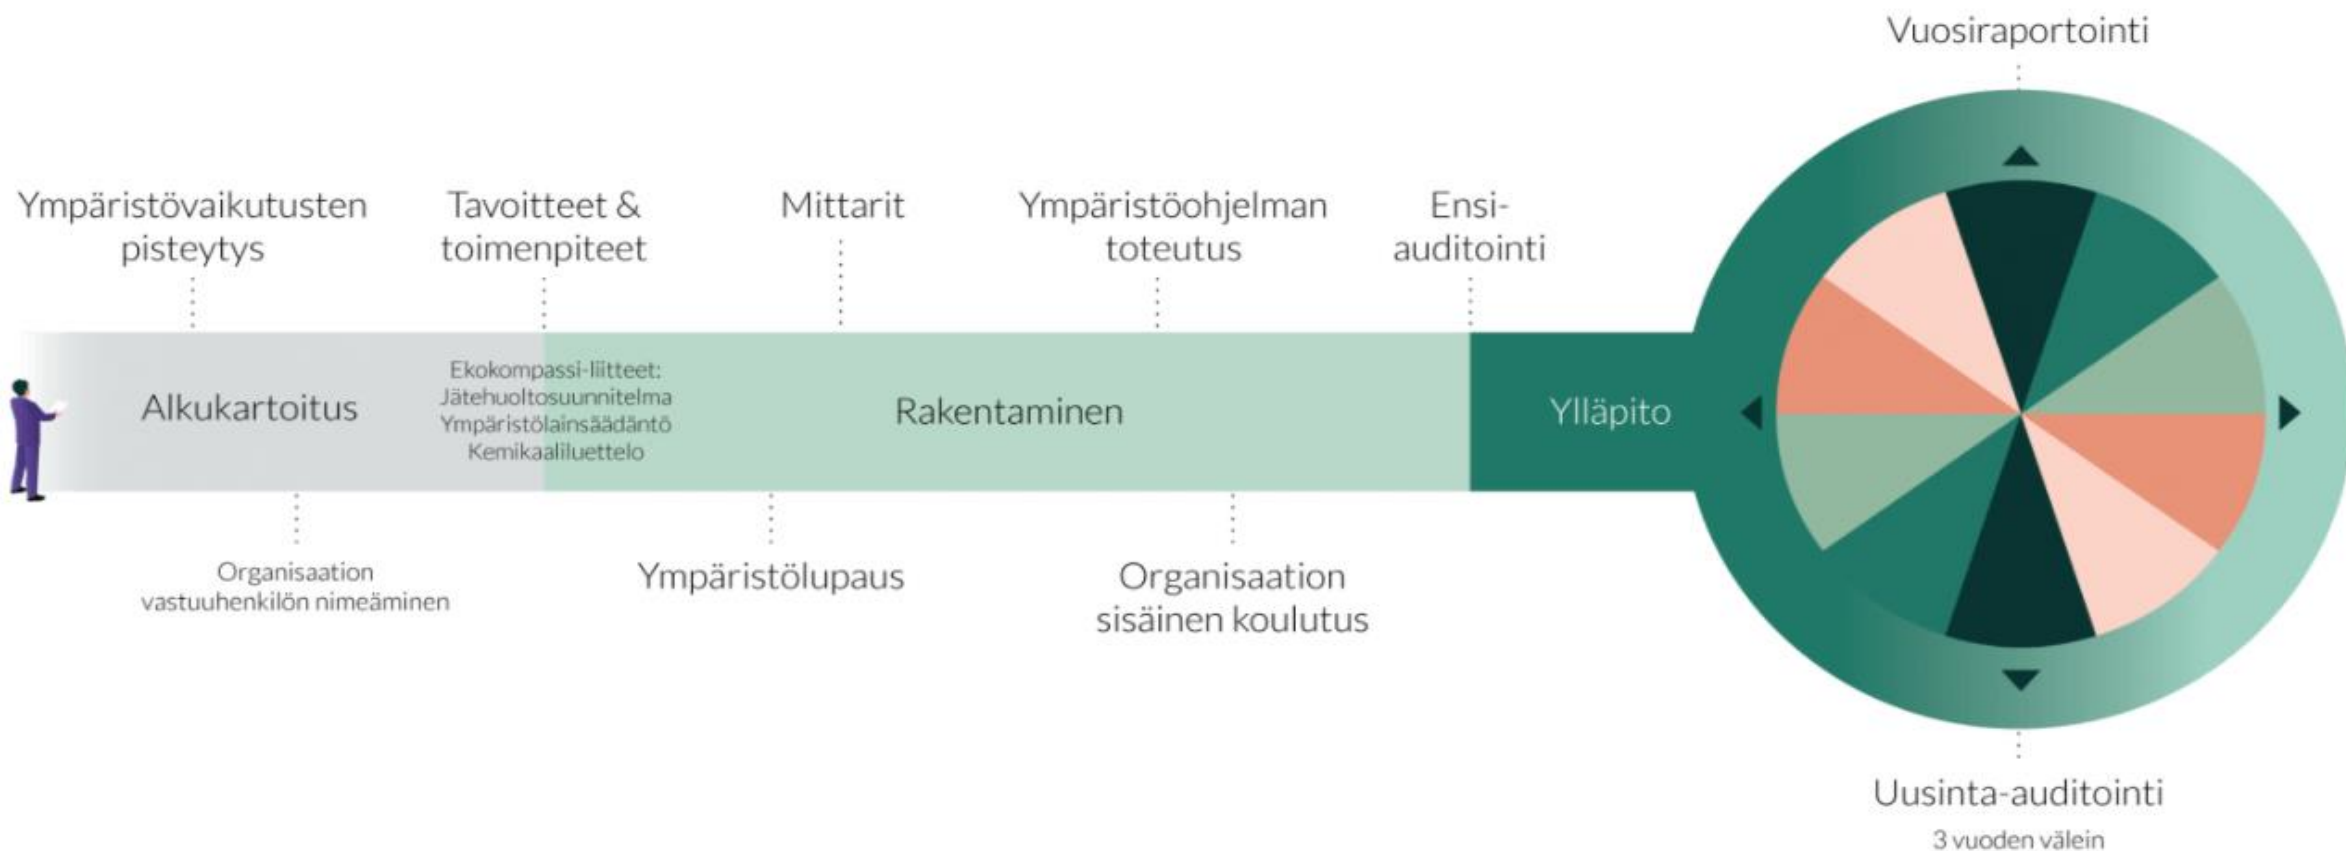 Vuosiraportointi
Ympäristövaikutusten
pisteytys
Tavoitteet &
toimenpiteet
Mittarit
Ympäristöohjelman
toteutus
Ensi-
auditointi
Alkukartoitus
Ekokompassi-liitteet:
Jätehuoltosuunnitelma
Ympäristölainsäädäntö
Kemikaaliluettelo
Rakentaminen
Ylläpito
Organisaation
vastuuhenkilön nimeäminen
Ympäristölupaus
Organisaation
sisäinen koulutus
Uusinta-auditointi
3 vuoden välein